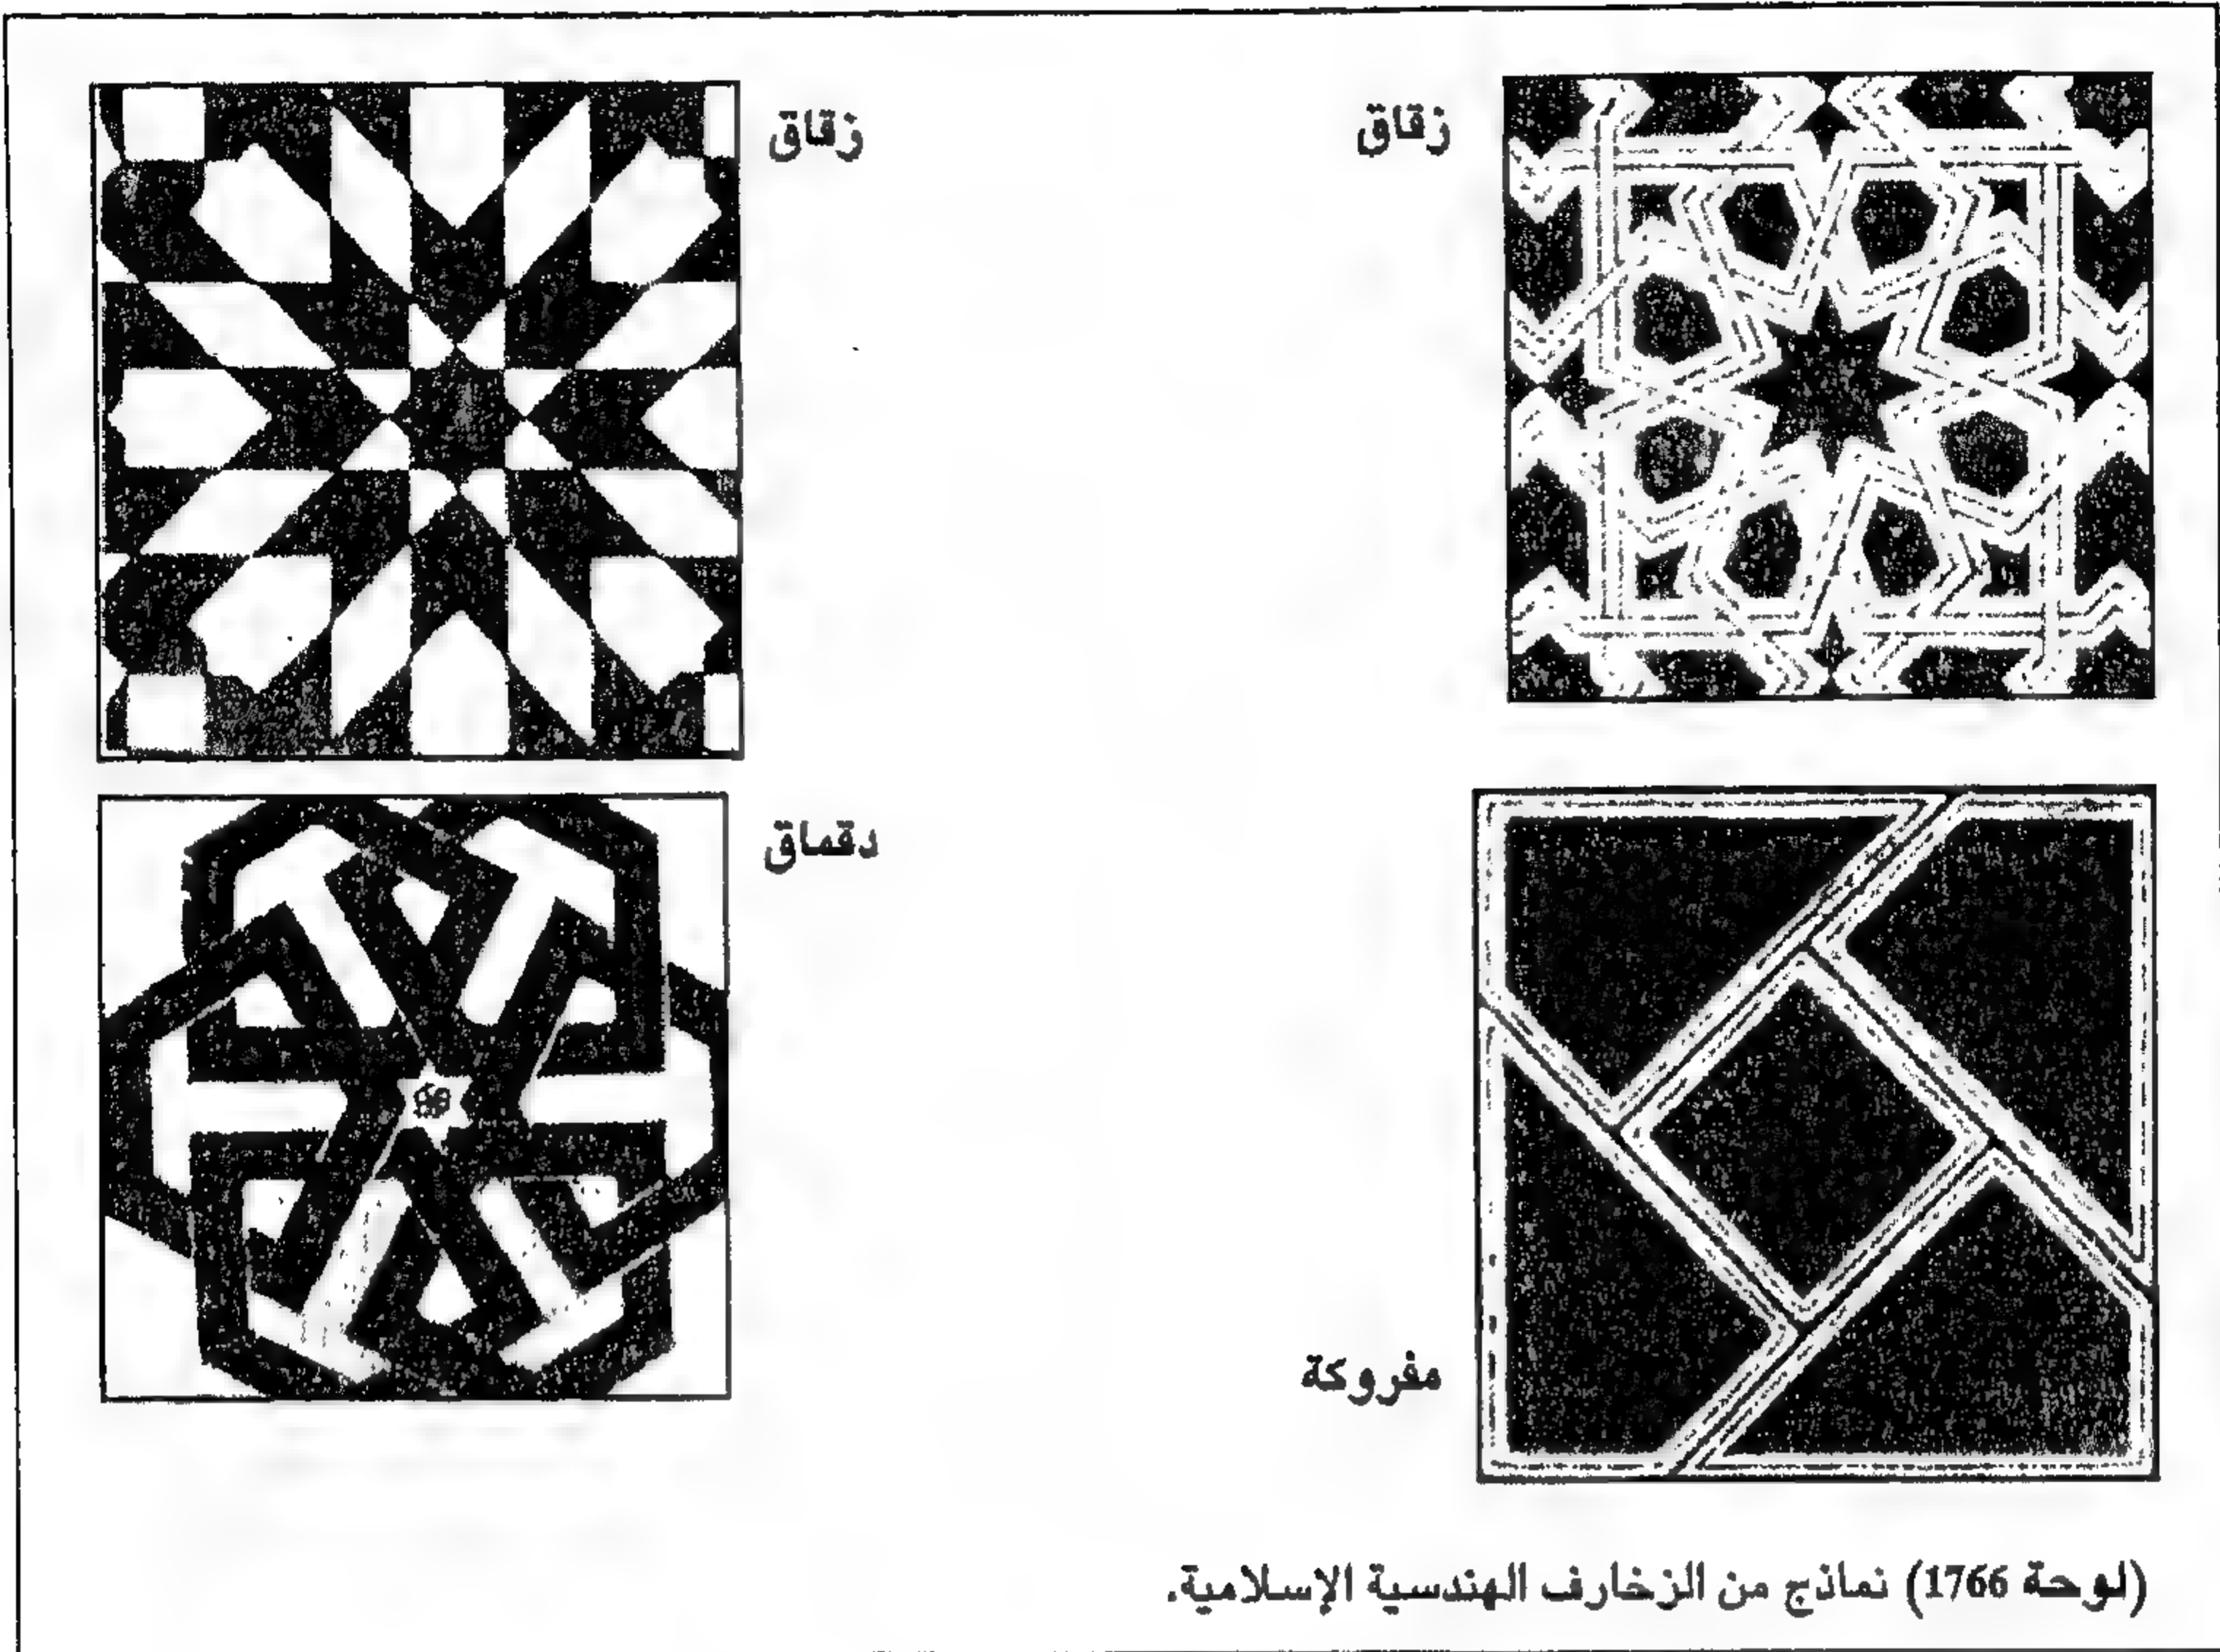 زقاق
زقاق
دقماق
مفروكة
(لوحة 1766) نماذج من الزخارف الهندسية الإسلامية.